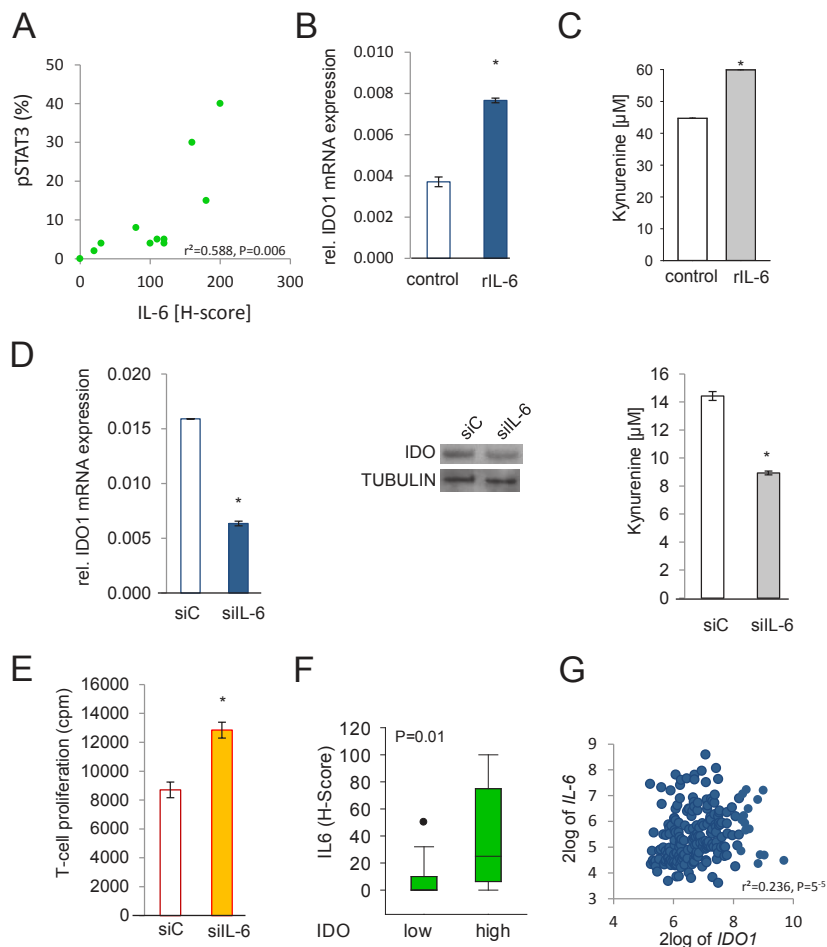 A
pSTAT3 (%)
50
40
30
20
10
0
0 100 200 300
r²=0.588, P=0.006
IL-6 [H-score]
B
rel. IDO1 mRNA expression
0.010
0.008
0.006
0.004
0.002
0.000
*
control rIL-6
C
Kynurenine [µM]
60
50
40
30
20
10
0
*
control rIL-6
D
rel. IDO1 mRNA expression
0.020
0.015
0.010
0.005
0.000
*
siC siIL-6
siC siIL-6
IDO
TUBULIN
Kynurenine [µM]
16
14
12
10
8
6
4
2
0
*
siC siIL-6
E
T-cell proliferation (cpm)
16000
14000
12000
10000
8000
6000
4000
2000
0
*
siC siIL-6
F
IL6 (H-Score)
120
100
80
60
40
20
0
P=0.01
IDO low high
G
2log of IL-6
9
8
7
6
5
4
3
r²=0.236, P=5⁻⁵
4 6 8 10
2log of IDO1